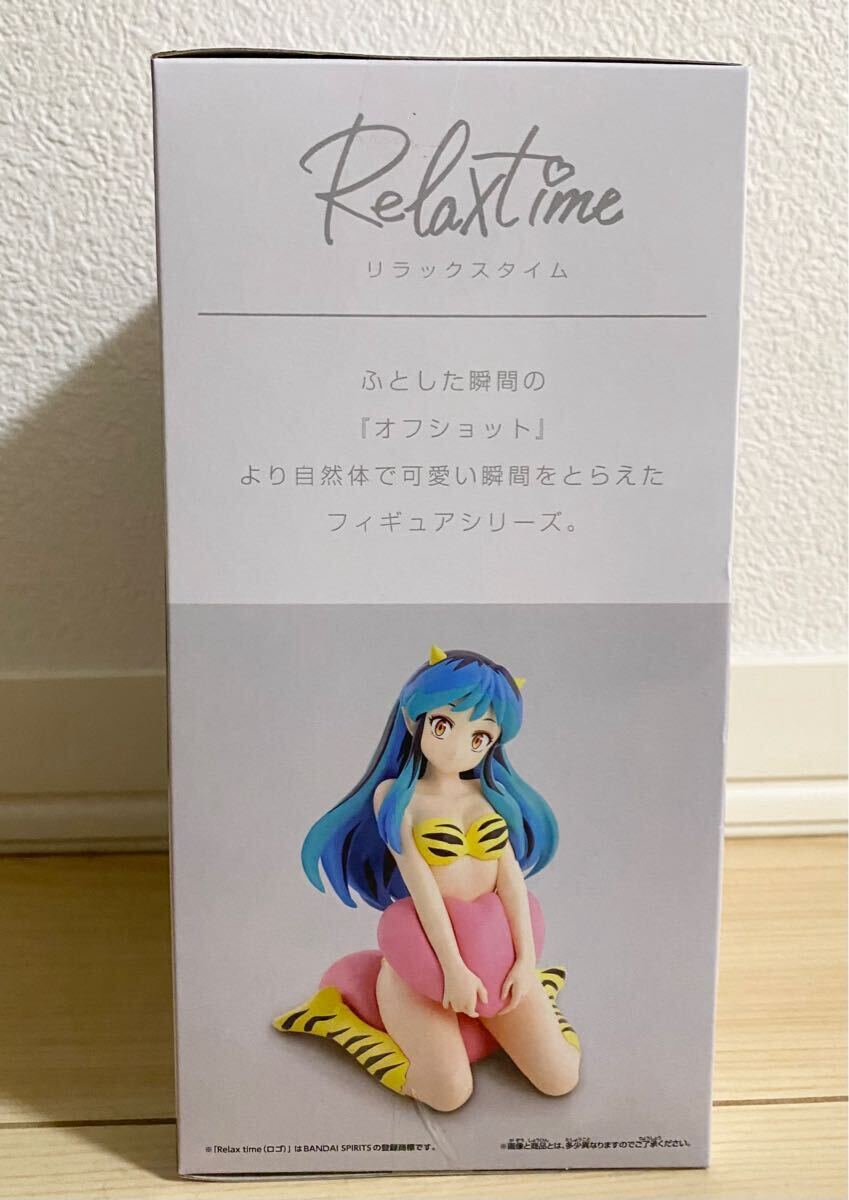 Relaxtime
リラックスタイム
ふとした瞬間の
『オフショット』
より自然体で可愛い瞬間をとらえた
フィギュアシリーズ。
※「Relax time(ロゴ)」はBANDAI SPIRITSの登録商標です。
※画像と商品とは、多少異なりますのでご了承ください。